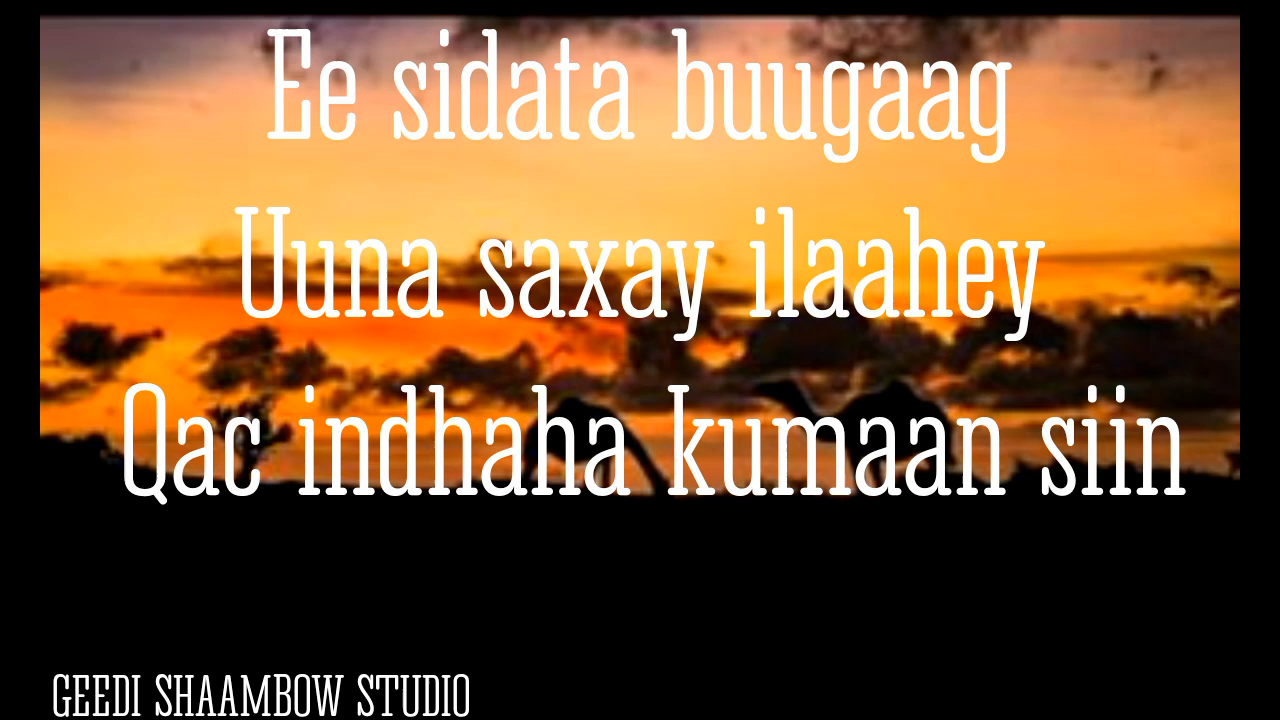 Ee sidata buugaag
Uuna saxay ilaahey
Qac indhaha kumaan siin
GEEDI SHAAMBOW STUDIO